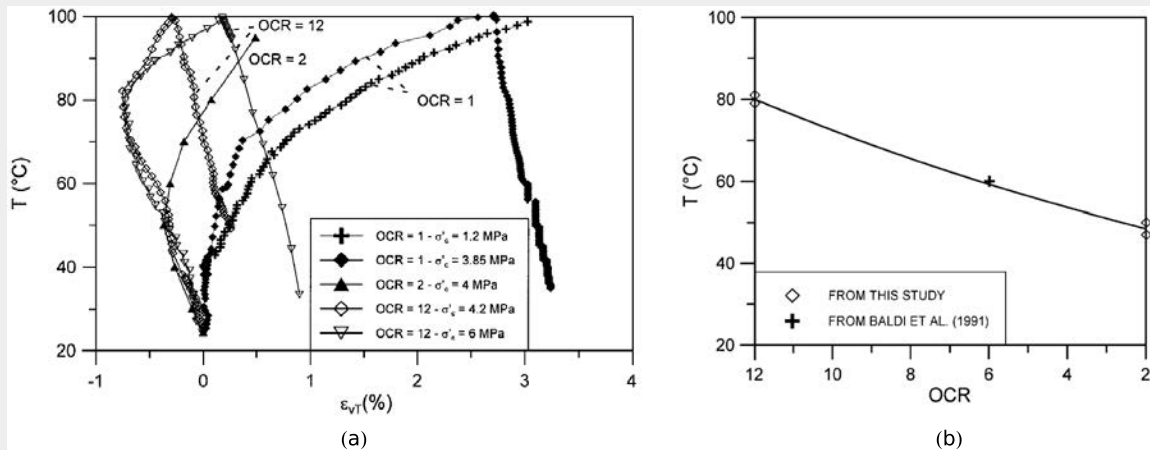 100
80
60
40
20
T (°C)
-1
0
1
2
3
4
εvT(%)
OCR = 12
OCR = 2
OCR = 1
OCR = 1 - σ'c = 1.2 MPa
OCR = 1 - σ'c = 3.85 MPa
OCR = 2 - σ'c = 4 MPa
OCR = 12 - σ'c = 4.2 MPa
OCR = 12 - σ'c = 6 MPa
(a)
100
80
60
40
20
T (°C)
12
10
8
6
4
2
OCR
FROM THIS STUDY
FROM BALDI ET AL. (1991)
(b)